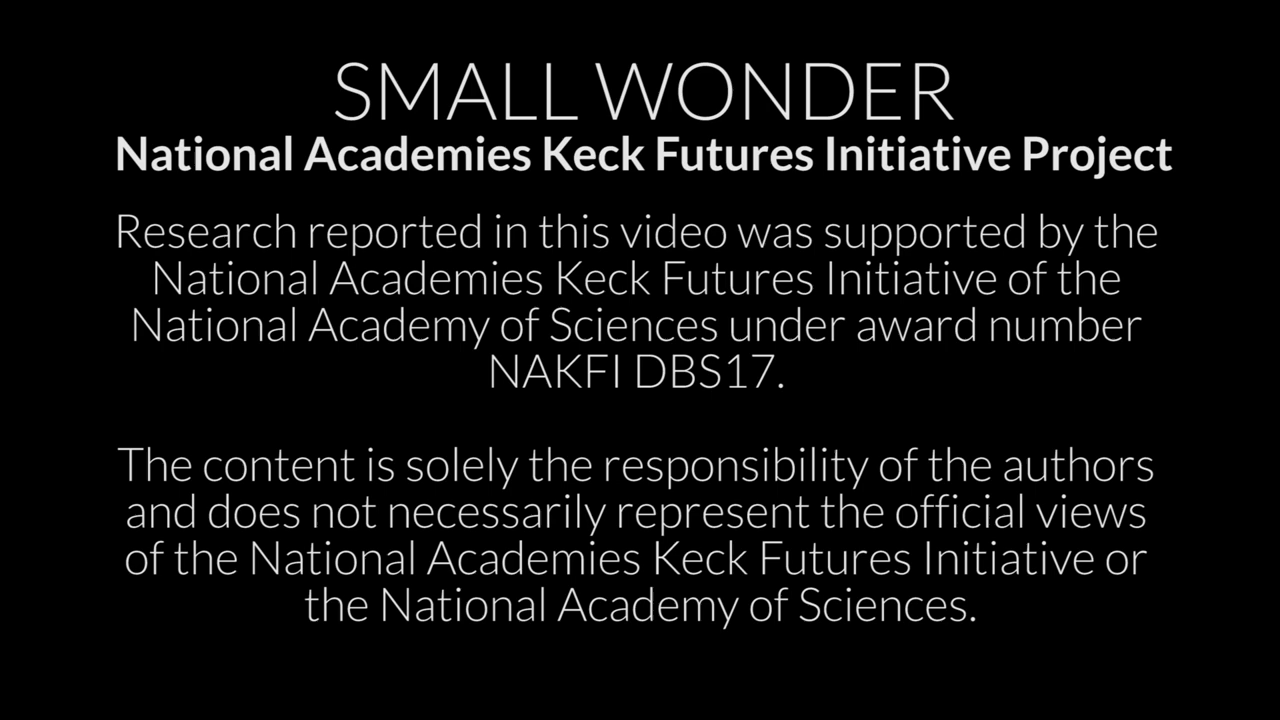 SMALL WONDER
National Academies Keck Futures Initiative Project
Research reported in this video was supported by the
National Academies Keck Futures Initiative of the
National Academy of Sciences under award number
NAKFI DBS17.
The content is solely the responsibility of the authors
and does not necessarily represent the official views
of the National Academies Keck Futures Initiative or
the National Academy of Sciences.